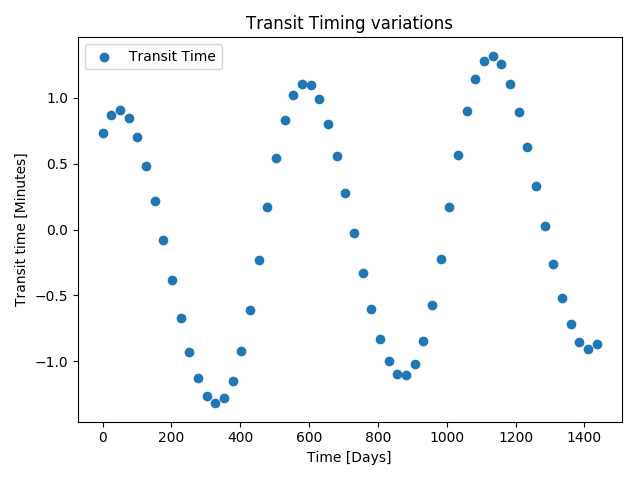 Transit Timing variations
Transit Time
Transit time [Minutes]
1.0
0.5
0.0
−0.5
−1.0
0 200 400 600 800 1000 1200 1400
Time [Days]